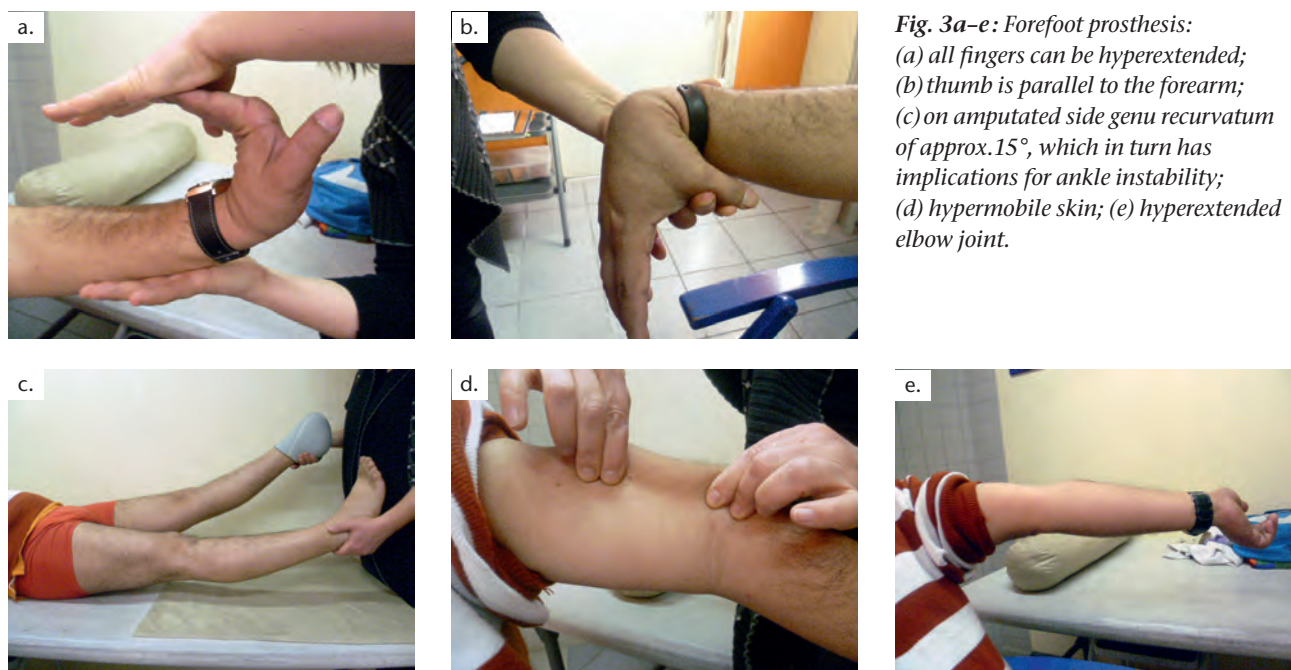 a.
b.
Fig. 3a–e: Forefoot prosthesis:
(a) all fingers can be hyperextended;
(b) thumb is parallel to the forearm;
(c) on amputated side genu recurvatum
of approx.15°, which in turn has
implications for ankle instability;
(d) hypermobile skin; (e) hyperextended
elbow joint.
c.
d.
e.